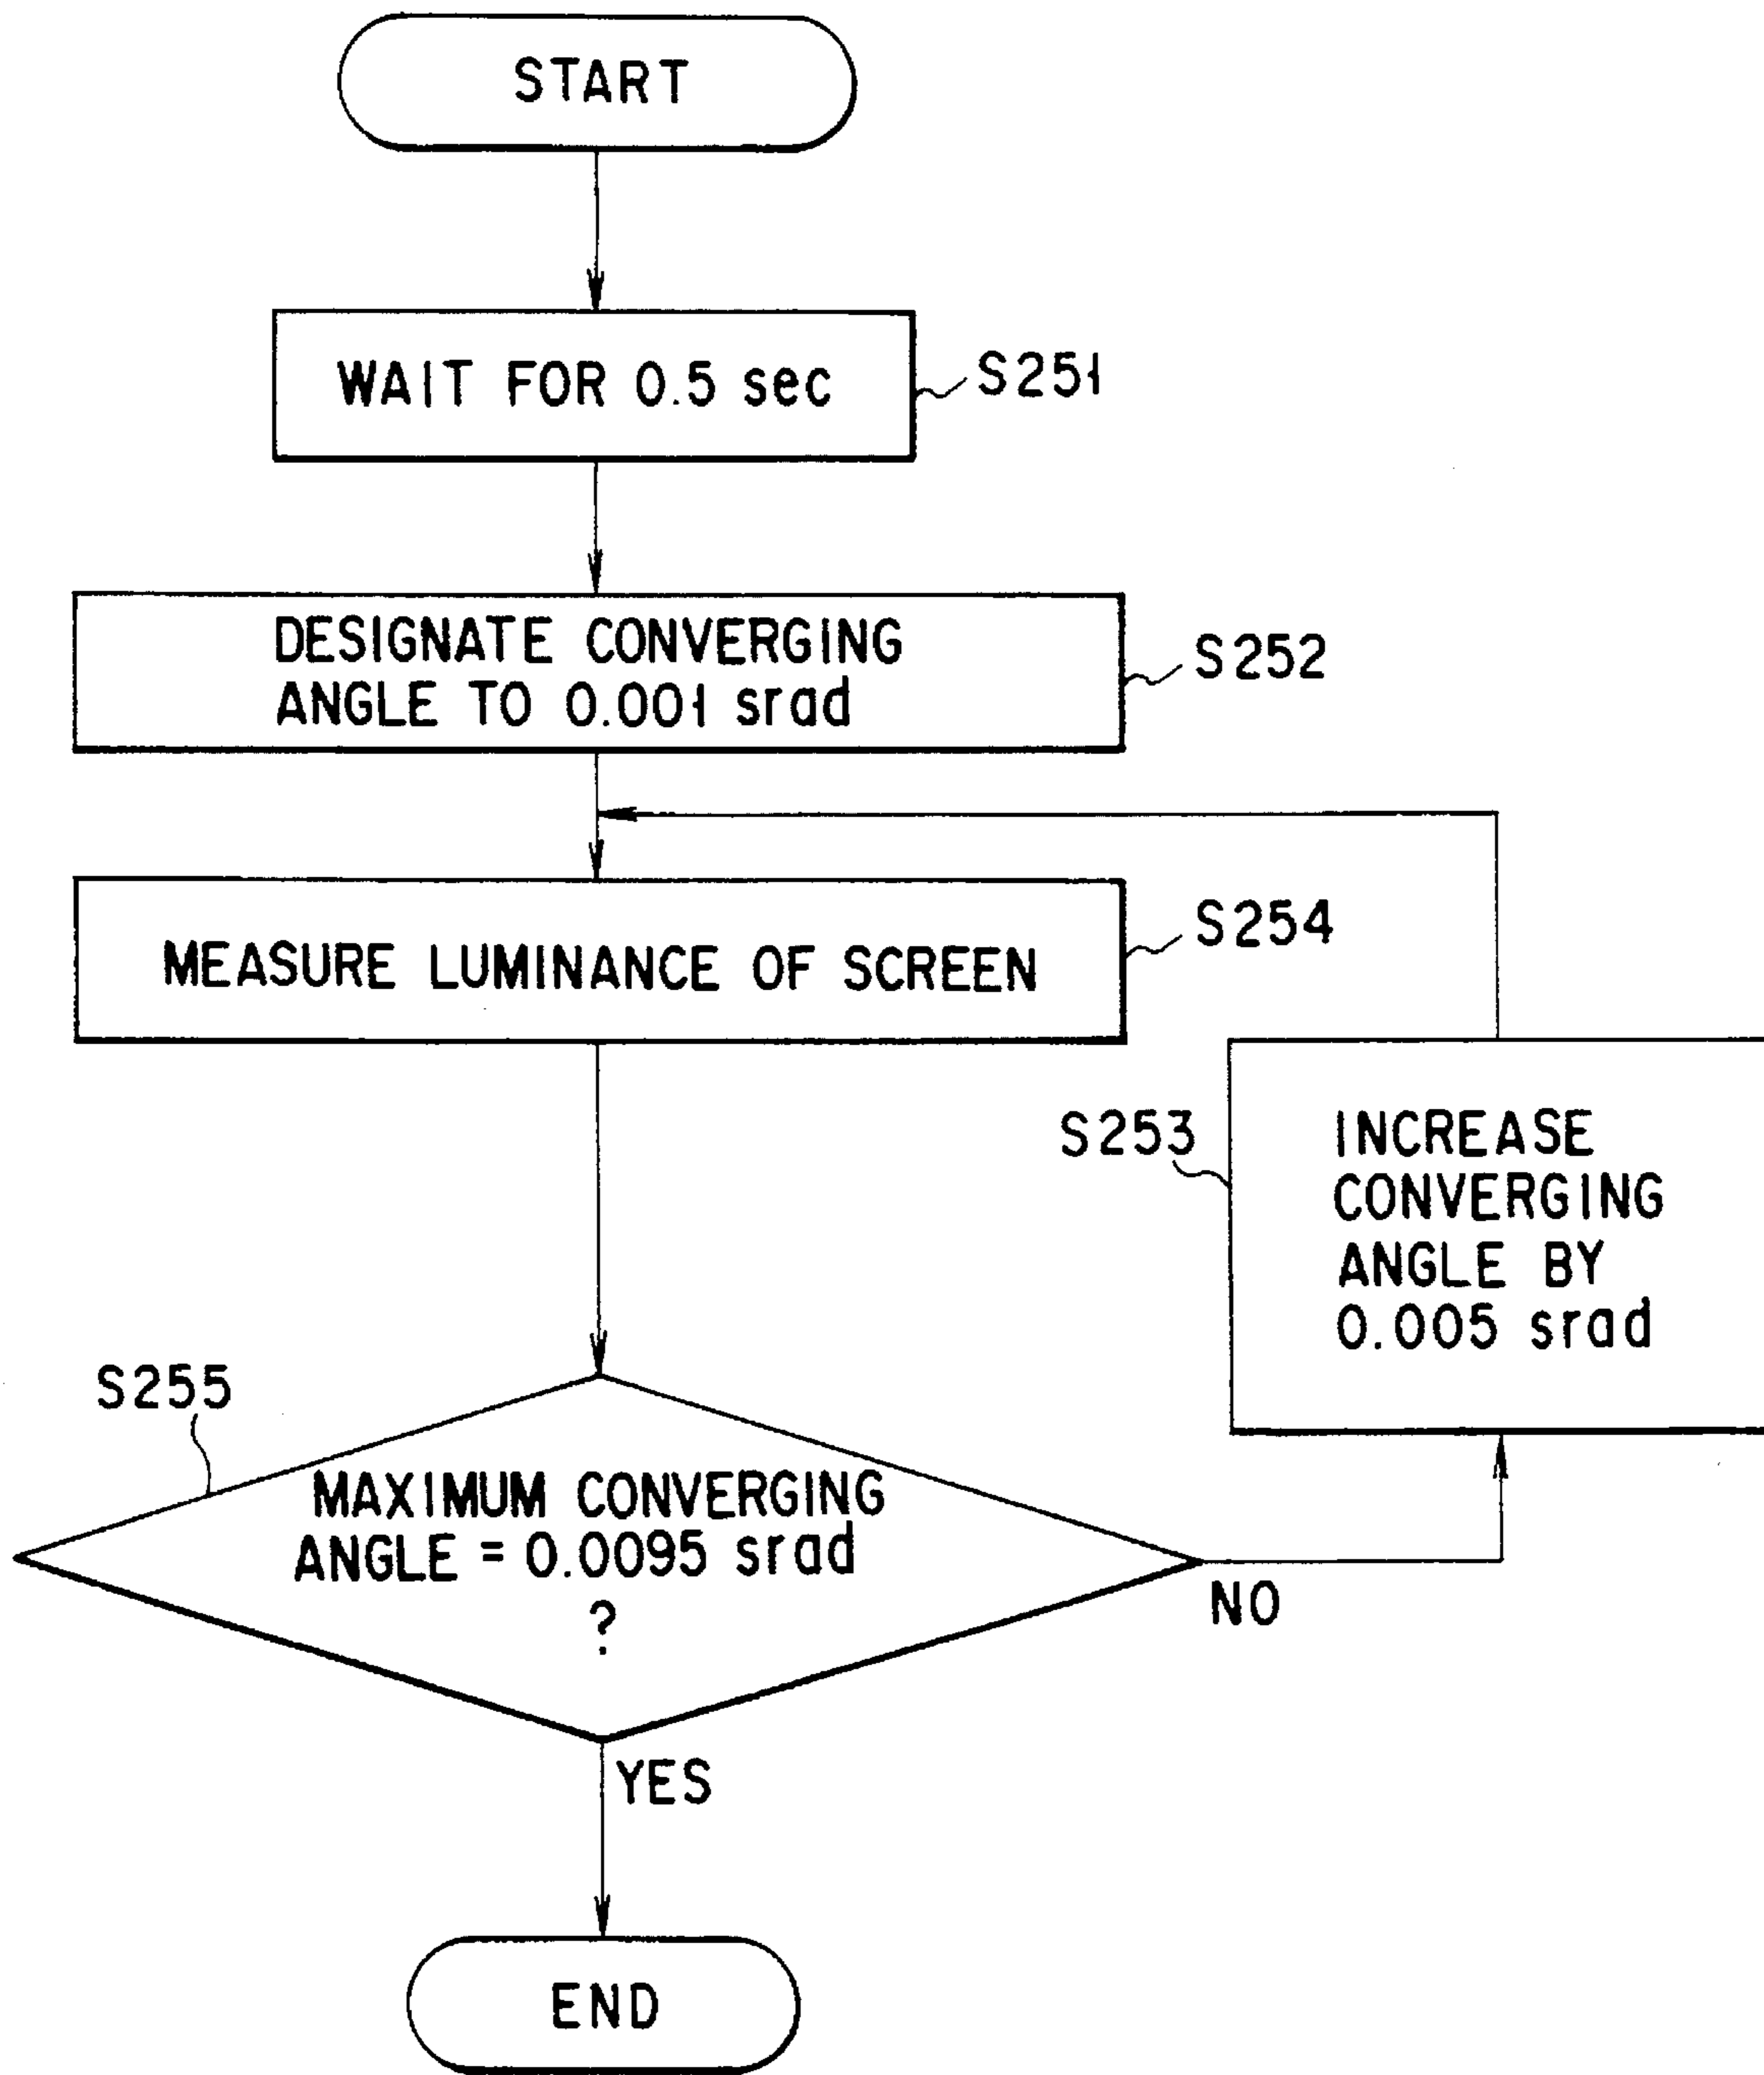 START
WAIT FOR 0.5 sec
S251
DESIGNATE CONVERGING
ANGLE TO 0.001 srad
S252
MEASURE LUMINANCE OF SCREEN
S254
S253
INCREASE
CONVERGING
ANGLE BY
0.005 srad
S255
MAXIMUM CONVERGING
ANGLE = 0.0095 srad
?
NO
YES
END